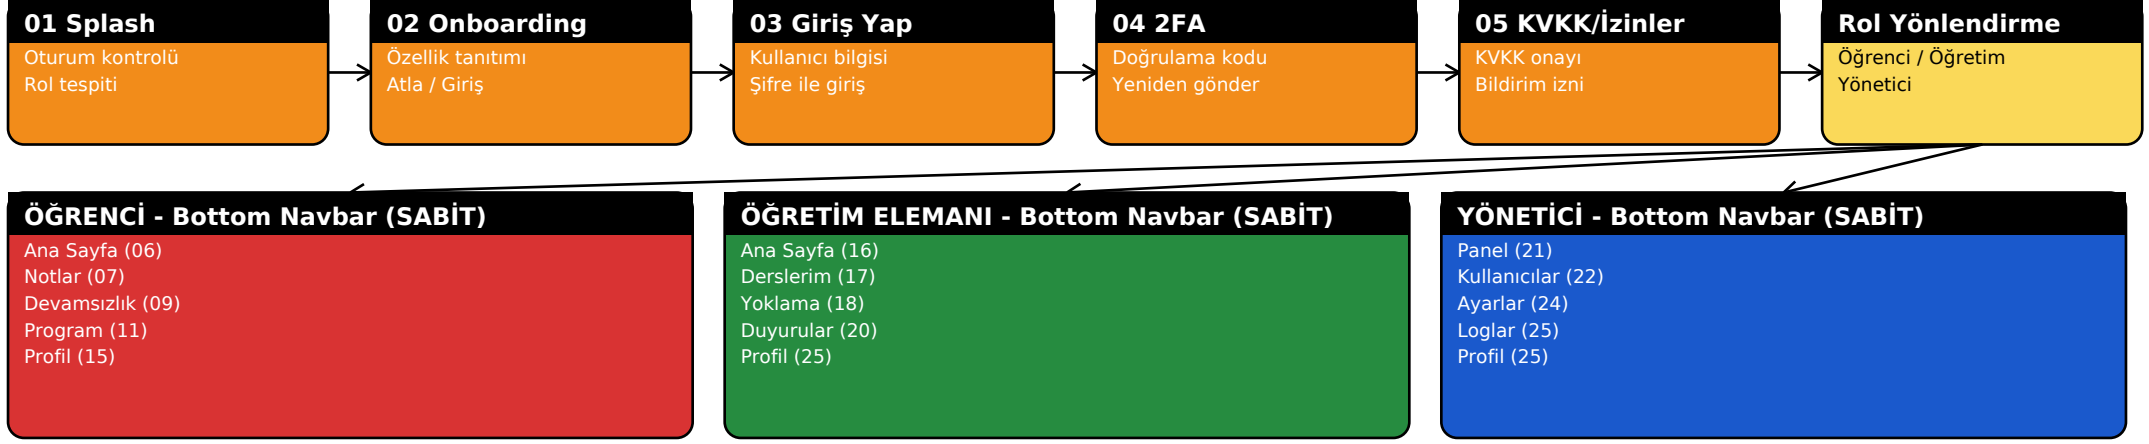 01 Splash
Oturum kontrolü
Rol tespiti
02 Onboarding
Özellik tanıtımı
Atla / Giriş
03 Giriş Yap
Kullanıcı bilgisi
Şifre ile giriş
04 2FA
Doğrulama kodu
Yeniden gönder
05 KVKK/İzinler
KVKK onayı
Bildirim izni
Rol Yönlendirme
Öğrenci / Öğretim
Yönetici
ÖĞRENCİ - Bottom Navbar (SABİT)
Ana Sayfa (06)
Notlar (07)
Devamsızlık (09)
Program (11)
Profil (15)
ÖĞRETİM ELEMANI - Bottom Navbar (SABİT)
Ana Sayfa (16)
Derslerim (17)
Yoklama (18)
Duyurular (20)
Profil (25)
YÖNETİCİ - Bottom Navbar (SABİT)
Panel (21)
Kullanıcılar (22)
Ayarlar (24)
Loglar (25)
Profil (25)